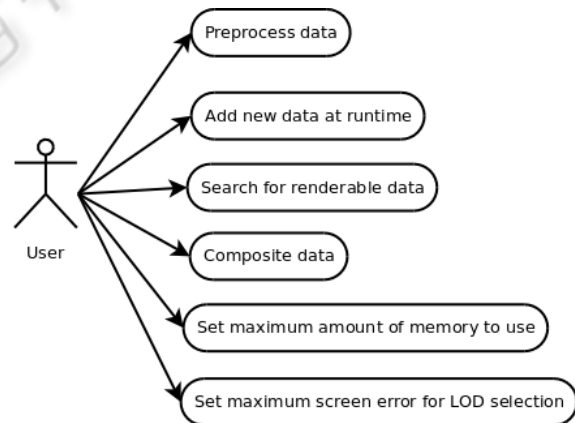 Preprocess data
Add new data at runtime
Search for renderable data
User
Composite data
Set maximum amount of memory to use
Set maximum screen error for LOD selection